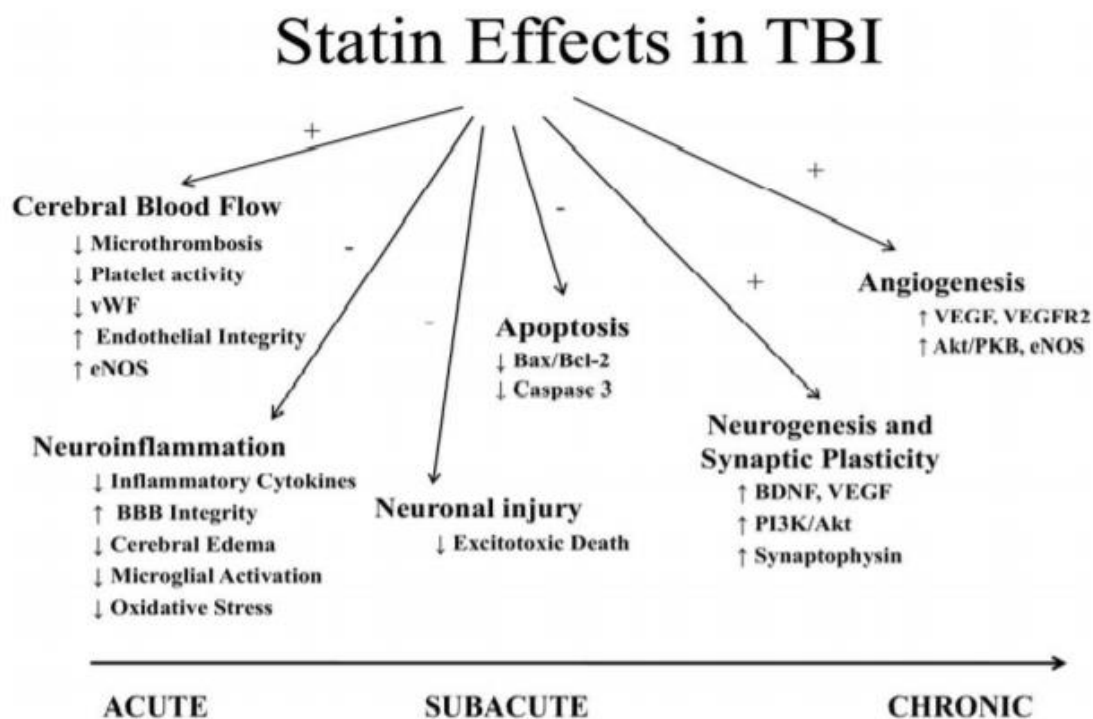 Statin Effects in TBI
+
+
-
-
-
+
Cerebral Blood Flow
↓ Microthrombosis
↓ Platelet activity
↓ vWF
↑ Endothelial Integrity
↑ eNOS
Neuroinflammation
↓ Inflammatory Cytokines
↑ BBB Integrity
↓ Cerebral Edema
↓ Microglial Activation
↓ Oxidative Stress
Neuronal injury
↓ Excitotoxic Death
Apoptosis
↓ Bax/Bcl-2
↓ Caspase 3
Neurogenesis and
Synaptic Plasticity
↑ BDNF, VEGF
↑ PI3K/Akt
↑ Synaptophysin
Angiogenesis
↑ VEGF, VEGFR2
↑ Akt/PKB, eNOS
ACUTE
SUBACUTE
CHRONIC